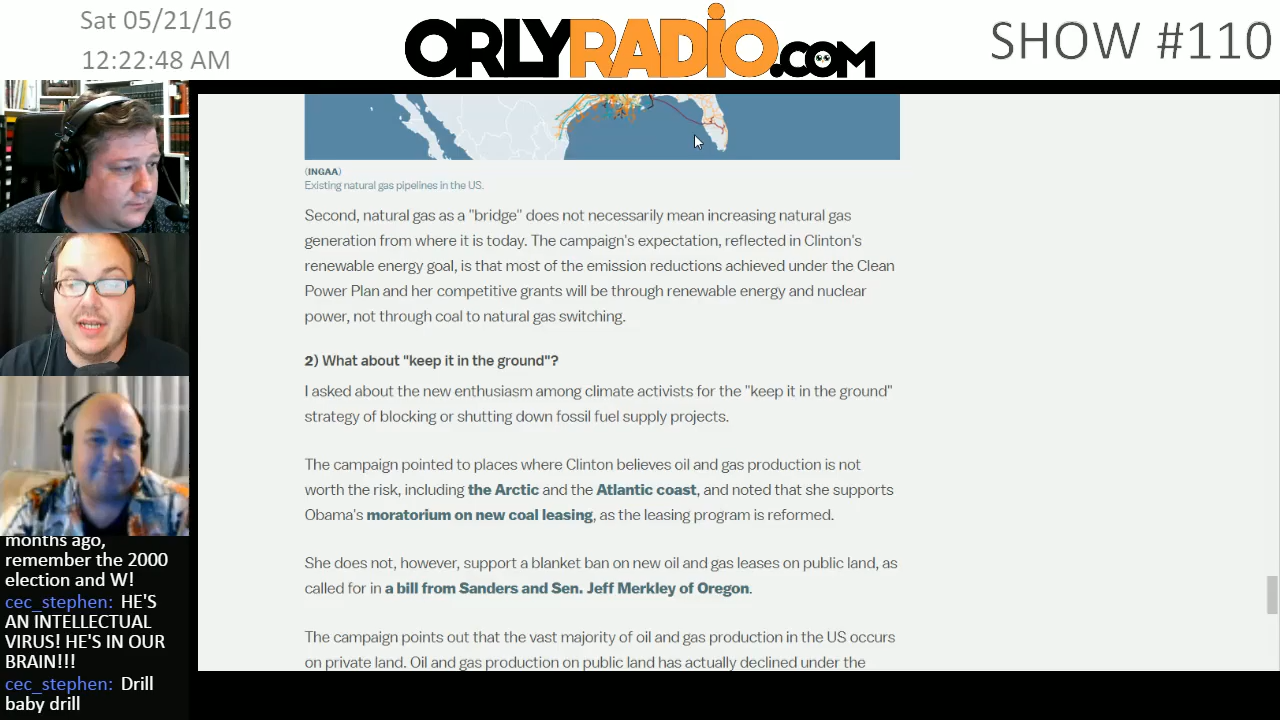 Sat 05/21/16
12:22:48 AM
ORLYRADIO.COM
SHOW #110
(INGAA)
Existing natural gas pipelines in the US.
Second, natural gas as a "bridge" does not necessarily mean increasing natural gas
generation from where it is today. The campaign's expectation, reflected in Clinton's
renewable energy goal, is that most of the emission reductions achieved under the Clean
Power Plan and her competitive grants will be through renewable energy and nuclear
power, not through coal to natural gas switching.
2) What about "keep it in the ground"?
I asked about the new enthusiasm among climate activists for the "keep it in the ground"
strategy of blocking or shutting down fossil fuel supply projects.
The campaign pointed to places where Clinton believes oil and gas production is not
worth the risk, including the Arctic and the Atlantic coast, and noted that she supports
Obama's moratorium on new coal leasing, as the leasing program is reformed.
She does not, however, support a blanket ban on new oil and gas leases on public land, as
called for in a bill from Sanders and Sen. Jeff Merkley of Oregon.
The campaign points out that the vast majority of oil and gas production in the US occurs
on private land. Oil and gas production on public land has actually declined under the
months ago,
remember the 2000
election and W!
cec_stephen: HE'S
AN INTELLECTUAL
VIRUS! HE'S IN OUR
BRAIN!!!
cec_stephen: Drill
baby drill